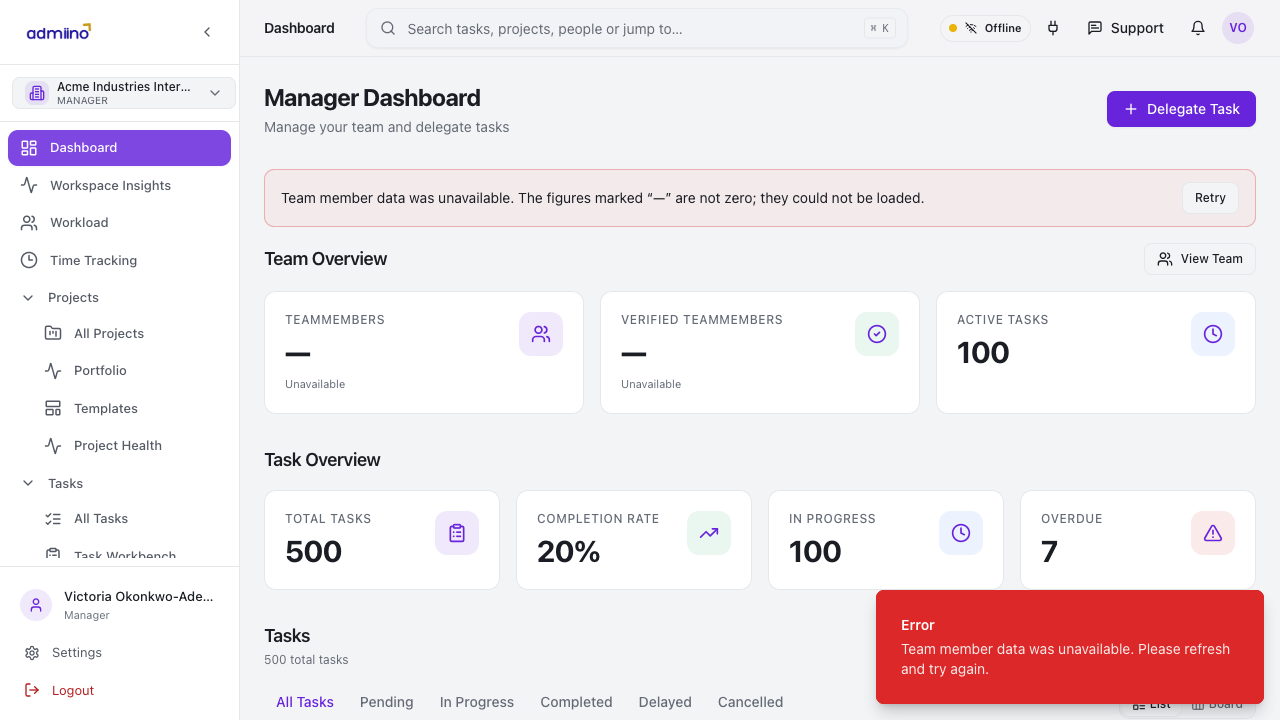 admiino
Dashboard
Search tasks, projects, people or jump to...
⌘ K
Offline
Support
VO
Acme Industries Inter...
MANAGER
Dashboard
Workspace Insights
Workload
Time Tracking
Projects
All Projects
Portfolio
Templates
Project Health
Tasks
All Tasks
Task Workbench
Victoria Okonkwo-Ade...
Manager
Settings
Logout
Manager Dashboard
Manage your team and delegate tasks
Delegate Task
Team member data was unavailable. The figures marked “—” are not zero; they could not be loaded.
Retry
Team Overview
View Team
TEAMMEMBERS
—
Unavailable
VERIFIED TEAMMEMBERS
—
Unavailable
ACTIVE TASKS
100
Task Overview
TOTAL TASKS
500
COMPLETION RATE
20%
IN PROGRESS
100
OVERDUE
7
Tasks
500 total tasks
All Tasks
Pending
In Progress
Completed
Delayed
Cancelled
List
Board
Error
Team member data was unavailable. Please refresh
and try again.